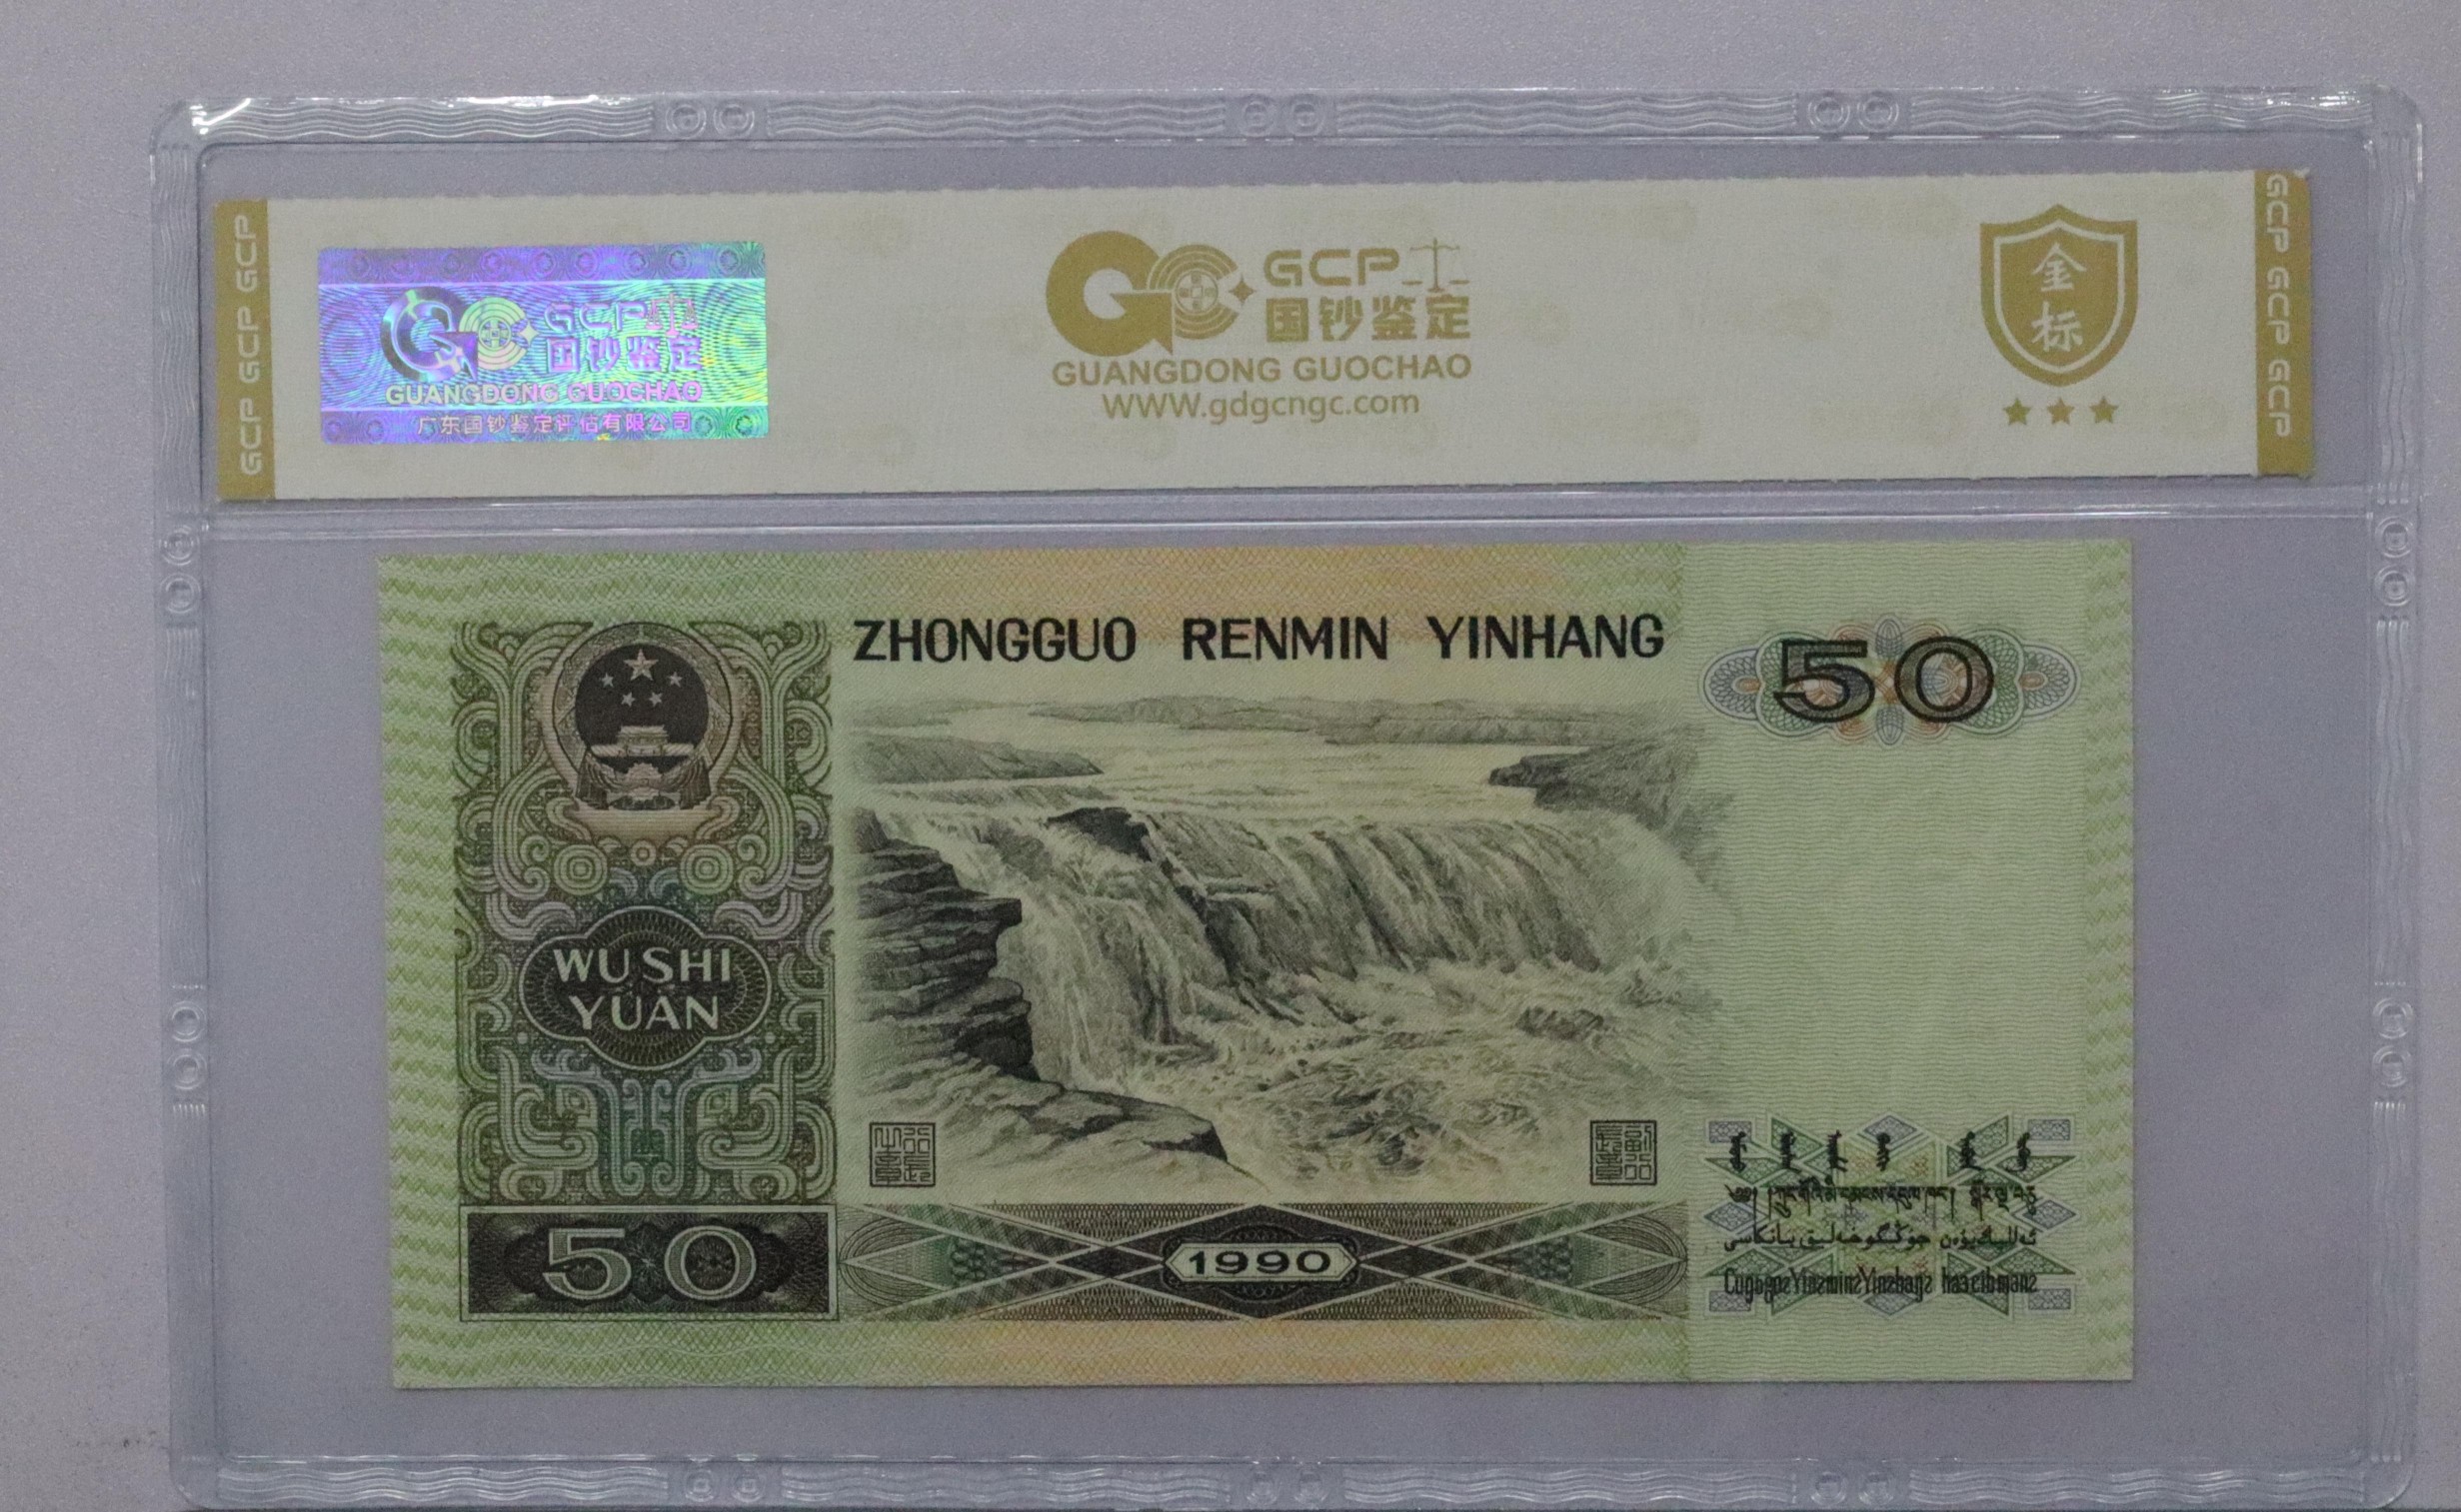 GCP GCP GCP
GCP
国钞鉴定
GUANGDONG GUOCHAO
广东国钞鉴定评估有限公司
GCP
国钞鉴定
GUANGDONG GUOCHAO
WWW.gdgcngc.com
金
标
GCP GCP GCP
ZHONGGUO RENMIN YINHANG
50
WU SHI
YUAN
50
1990